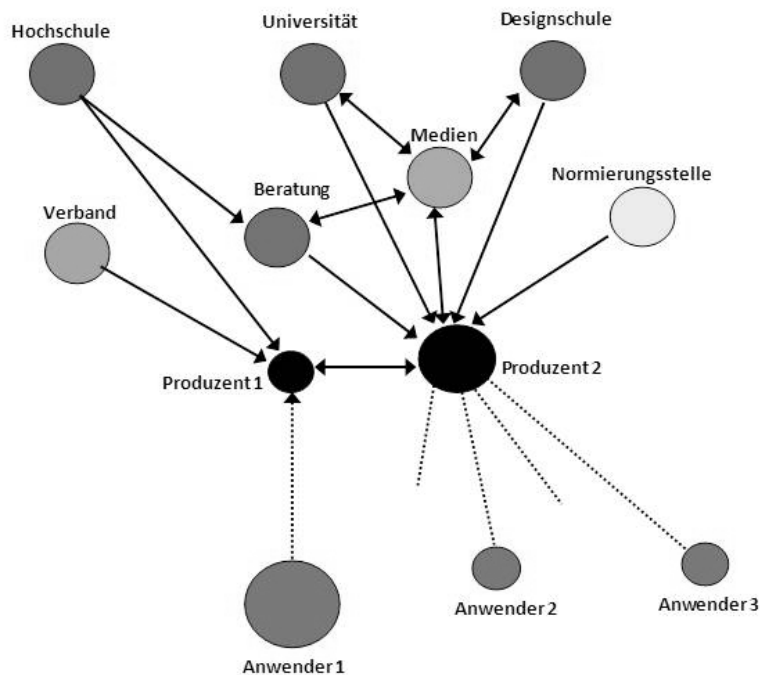 Hochschule
Universität
Designschule
Medien
Normierungsstelle
Beratung
Verband
Produzent 1
Produzent 2
Anwender 1
Anwender 2
Anwender 3